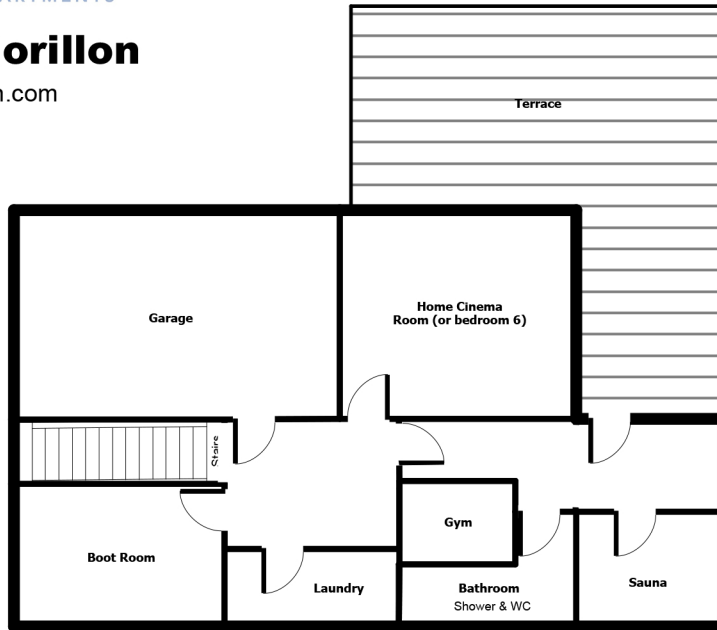 orillon
n.com
Terrace
Garage
Home Cinema
Room (or bedroom 6)
Stairs
Boot Room
Gym
Laundry
Bathroom
Shower & WC
Sauna